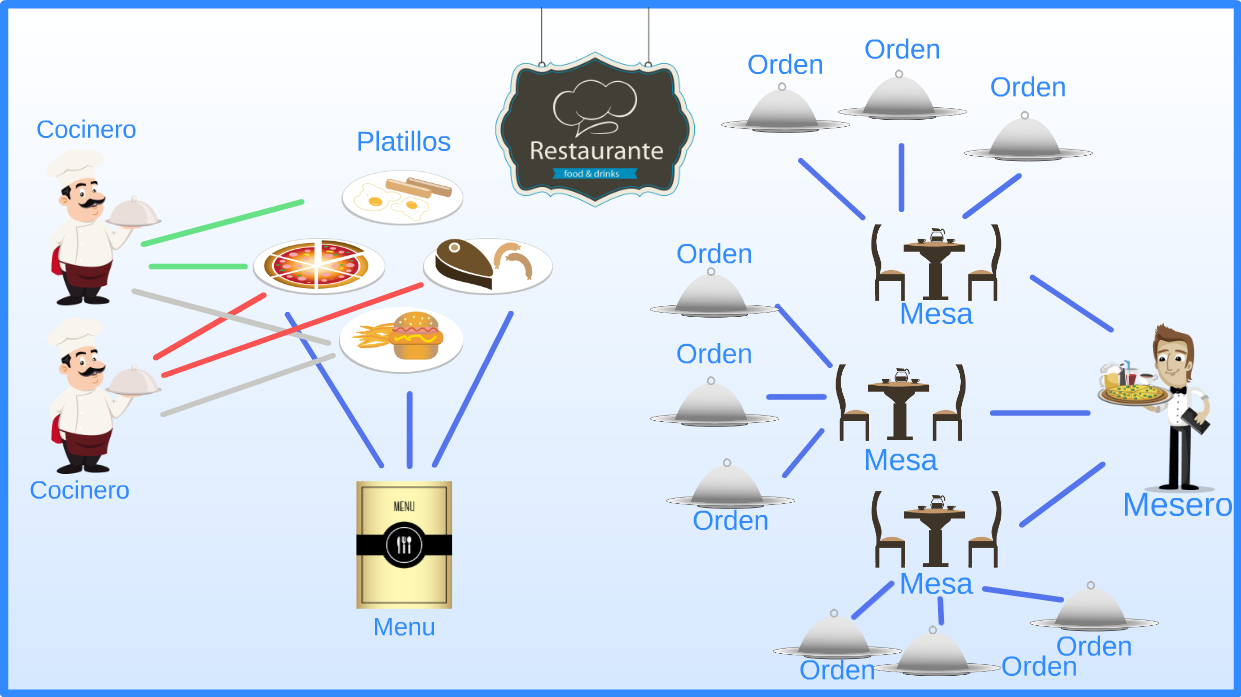 Orden
Orden
Orden
Cocinero
Platillos
Restaurante
food & drinks
Orden
Mesa
Orden
Mesa
Cocinero
MENU
Mesero
Orden
Mesa
Menu
Orden
Orden
Orden